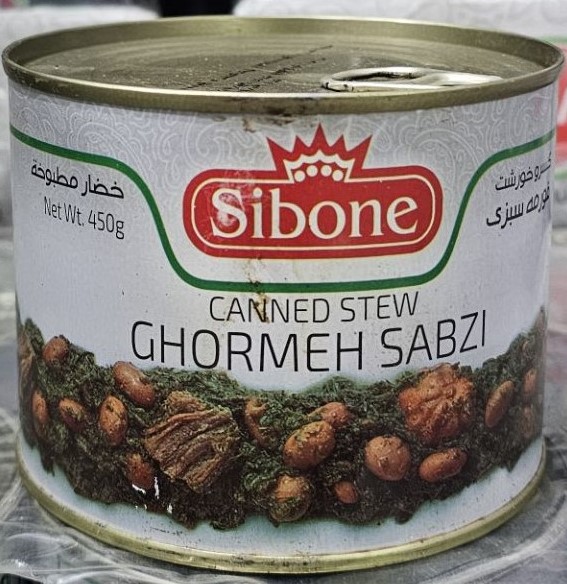 خضار مطبوخة
Net Wt. 450g
Sibone
خورشت
سبزی
CANNED STEW
GHORMEH SABZI